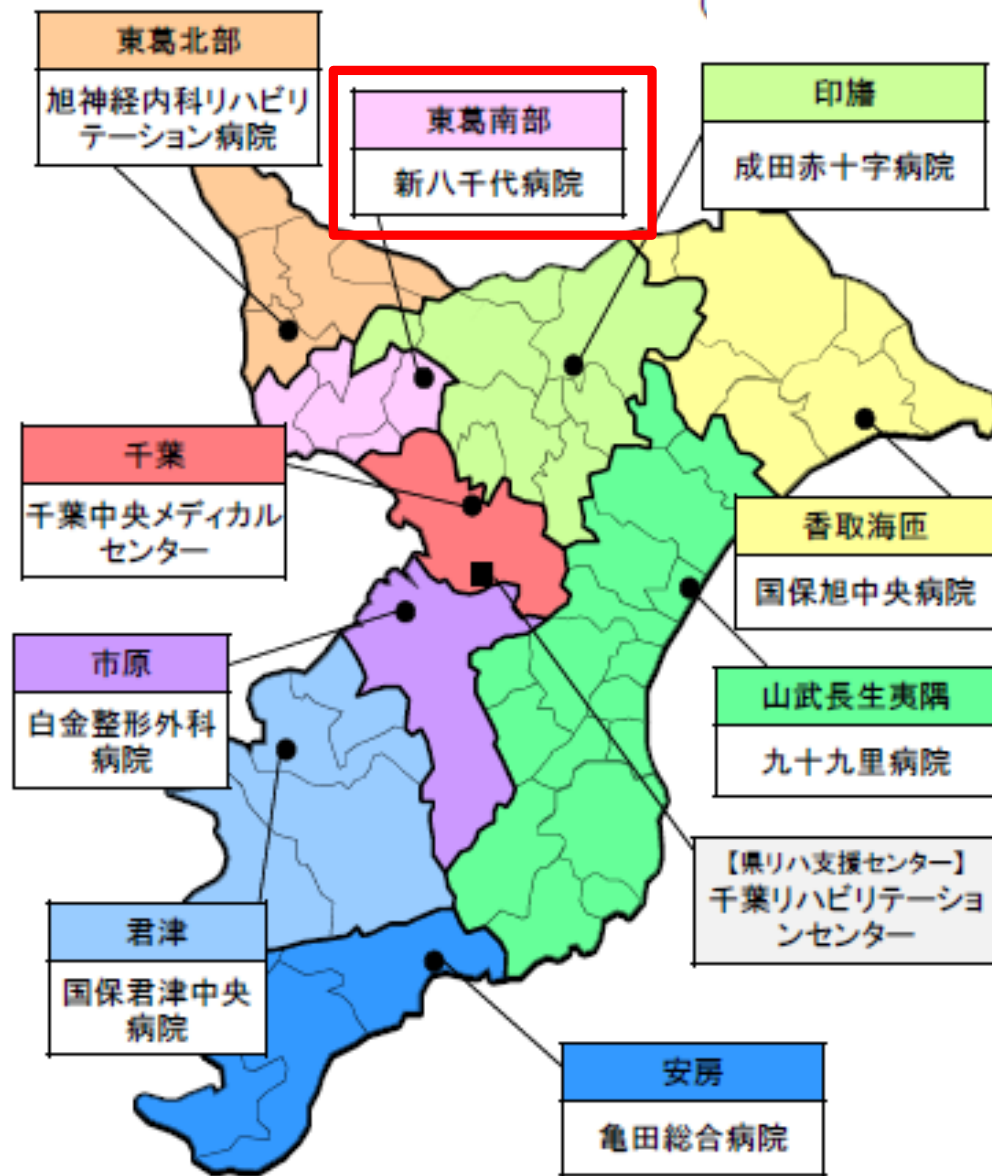 東葛北部
旭神経内科リハビリ
テーション病院
東葛南部
新八千代病院
印旛
成田赤十字病院
千葉
千葉中央メディカル
センター
香取海匝
国保旭中央病院
市原
白金整形外科
病院
山武長生夷隅
九十九里病院
【県リハ支援センター】
千葉リハビリテーショ
ンセンター
君津
国保君津中央
病院
安房
亀田総合病院